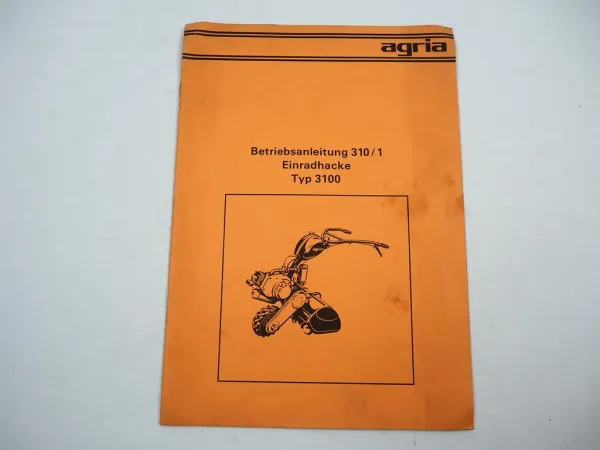 agria
Betriebsanleitung 310/1
Einradhacke
Typ 3100